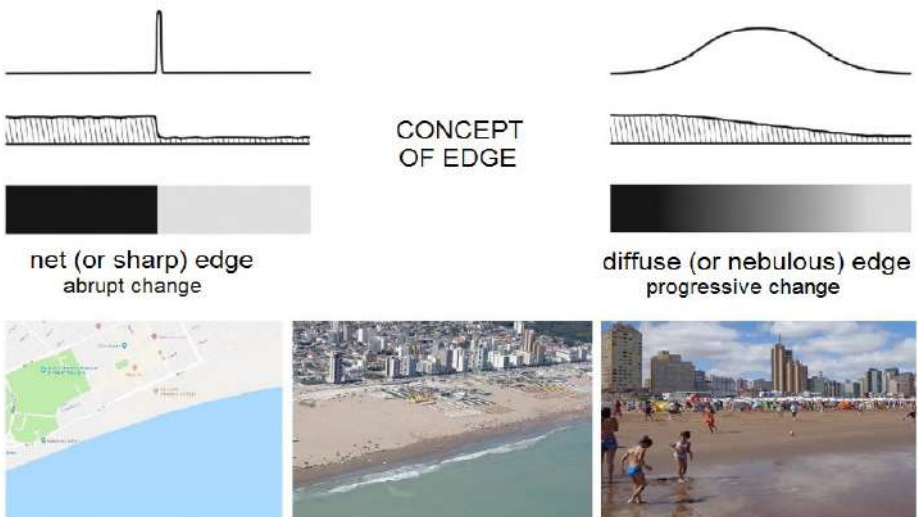 CONCEPT
OF EDGE
net (or sharp) edge
abrupt change
diffuse (or nebulous) edge
progressive change